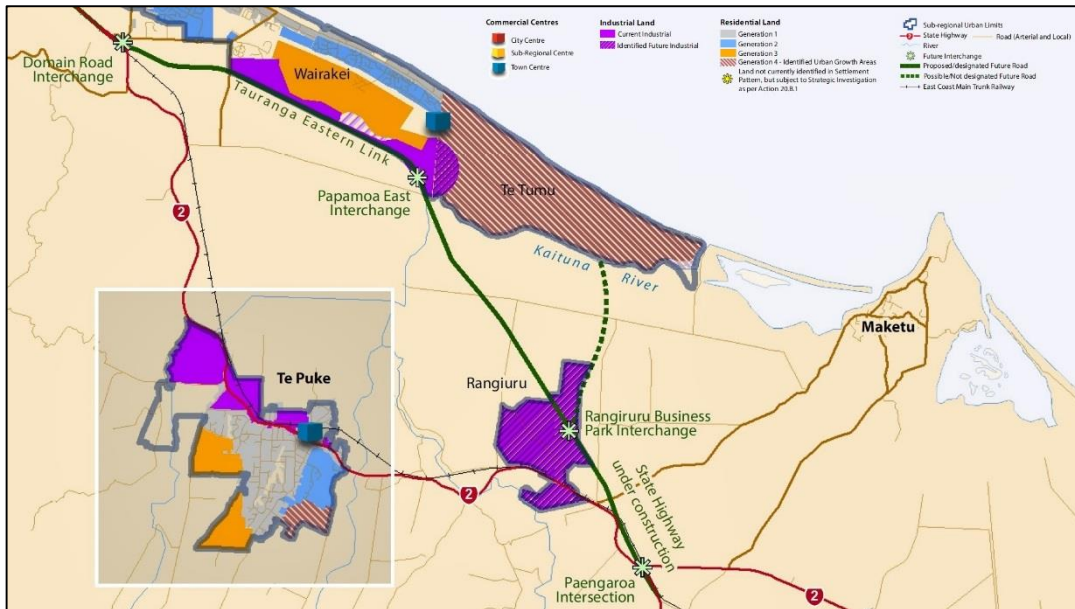 Commercial Centres
City Centre
Sub-Regional Centre
Town Centre
Industrial Land
Current Industrial
Identified Future Industrial
Residential Land
Generation 1
Generation 2
Generation 3
Generation 4 - Identified Urban Growth Areas
Land not currently identified in Settlement
Pattern, but subject to Strategic Investigation
as per Action 20.8.1
Sub-regional Urban Limits
State Highway
Road (Arterial and Local)
River
Future Interchange
Proposed/designated Future Road
Possible/Not designated Future Road
East Coast Main Trunk Railway
Domain Road
Interchange
Wairakei
Tauranga Eastern Link
Papamoa East
Interchange
Te Tumu
Kaituna River
2
Maketu
Te Puke
Rangiuru
Rangiruru Business
Park Interchange
2
State Highway
under construction
Paengaroa
Intersection
2